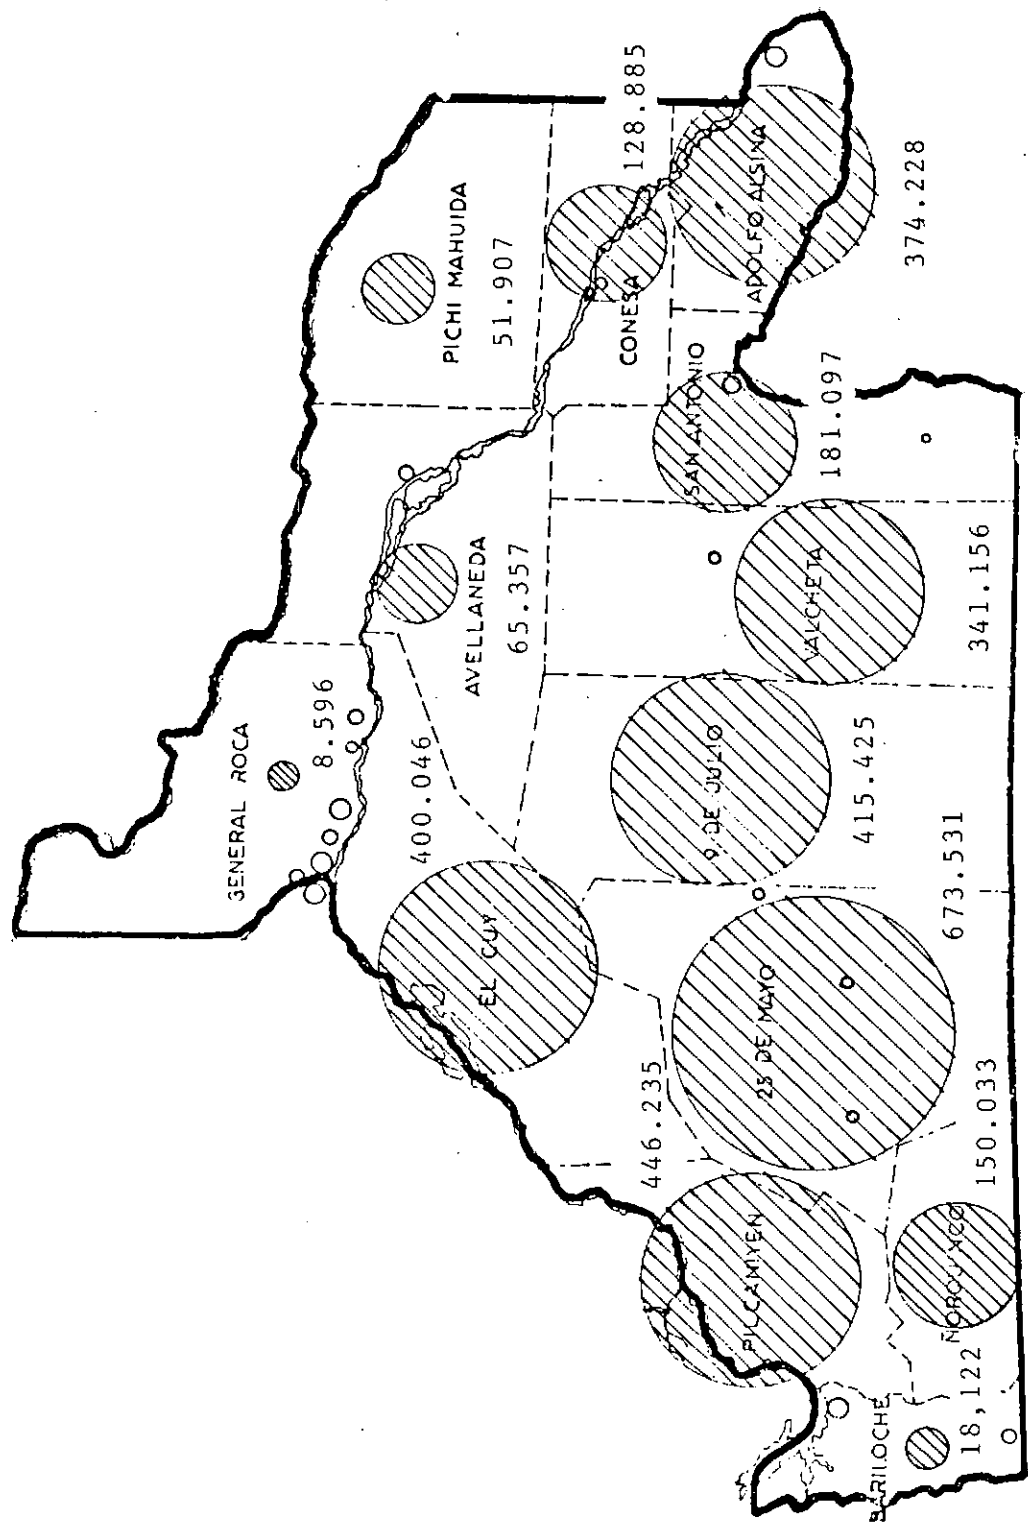 GENERAL ROCA
8.596
PICHI MAHUIDA
51.907
AVELLANEDA
65.357
400.046
EL CUY
CONESA
128.885
ADOLFO ALSINA
374.228
SAN ANTONIO
181.097
VALCHETA
341.156
9 DE JULIO
415.425
25 DE MAYO
673.531
446.235
PILCANIYEN
ÑORQUINCO
150.033
BARILOCHE
18,122